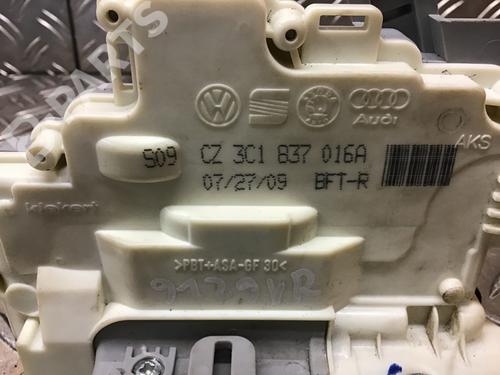 Audi
AKS
S09 CZ 3C1 837 016A
07/27/09 BFT-R
kiekert
>PBT+ASA-GF 30<